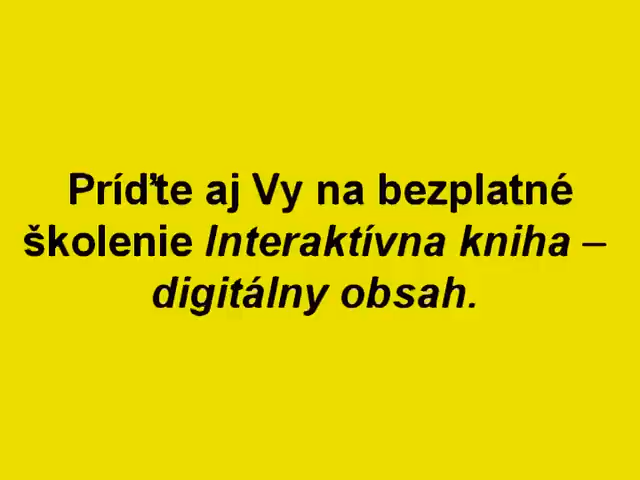 Príďte aj Vy na bezplatné
školenie Interaktívna kniha –
digitálny obsah.